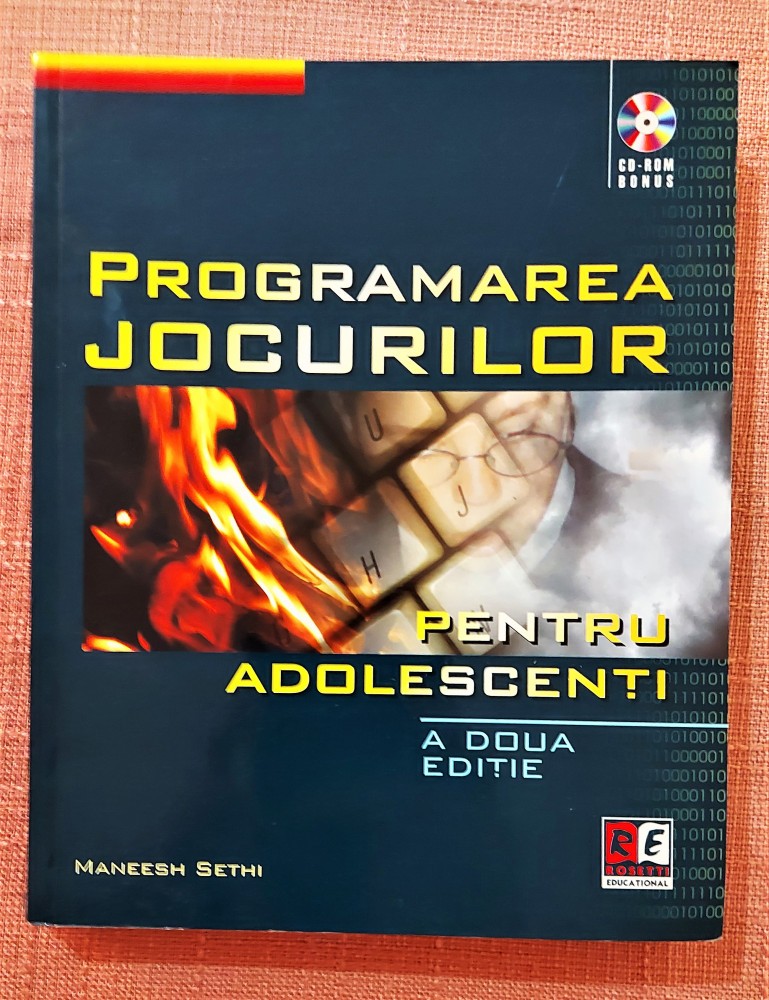 CD-ROM
BONUS
PROGRAMAREA
JOCURILOR
U
J
H
PENTRU
ADOLESCENȚI
A DOUA
EDIȚIE
MANEESH SETHI
RE
ROSETTI
EDUCATIONAL